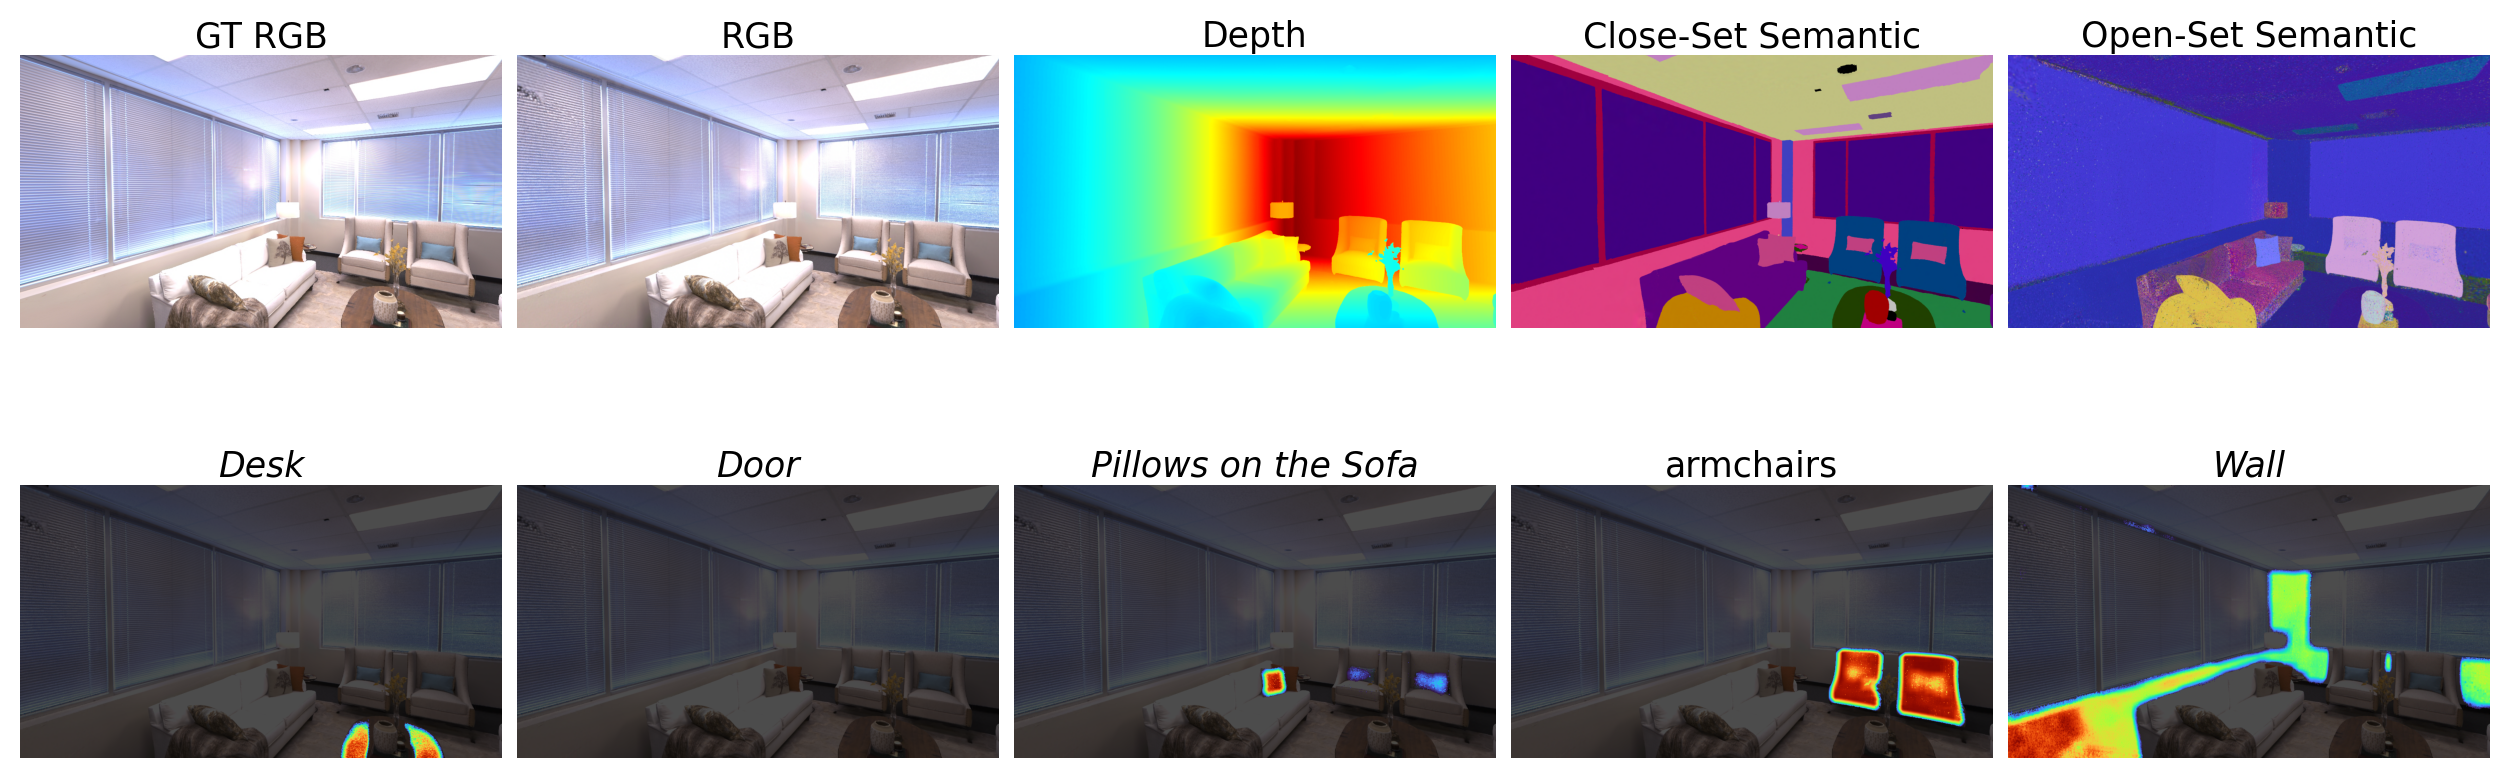 GT RGB
RGB
Depth
Close-Set Semantic
Open-Set Semantic
Desk
Door
Pillows on the Sofa
armchairs
Wall